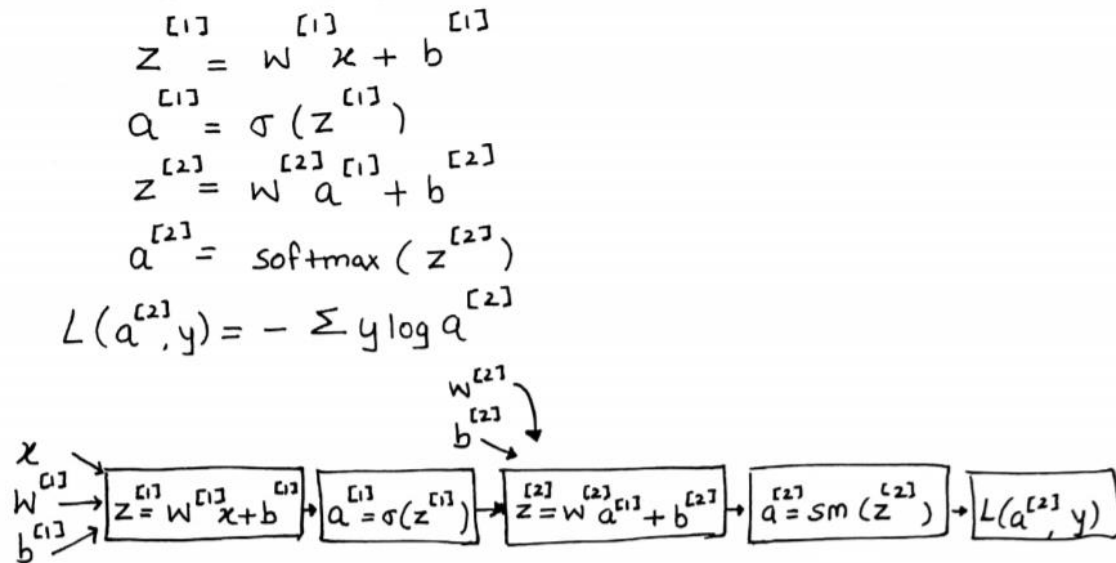 z^[1] = w^[1] x + b^[1]
a^[1] = σ(z^[1])
z^[2] = w^[2] a^[1] + b^[2]
a^[2] = softmax(z^[2])
L(a^[2], y) = - Σ y log a^[2]
w^[2]
b^[2]
x
w^[1]
b^[1]
z^[1] = w^[1] x + b^[1]
a^[1] = σ(z^[1])
z^[2] = w^[2] a^[1] + b^[2]
a^[2] = sm(z^[2])
L(a^[2], y)